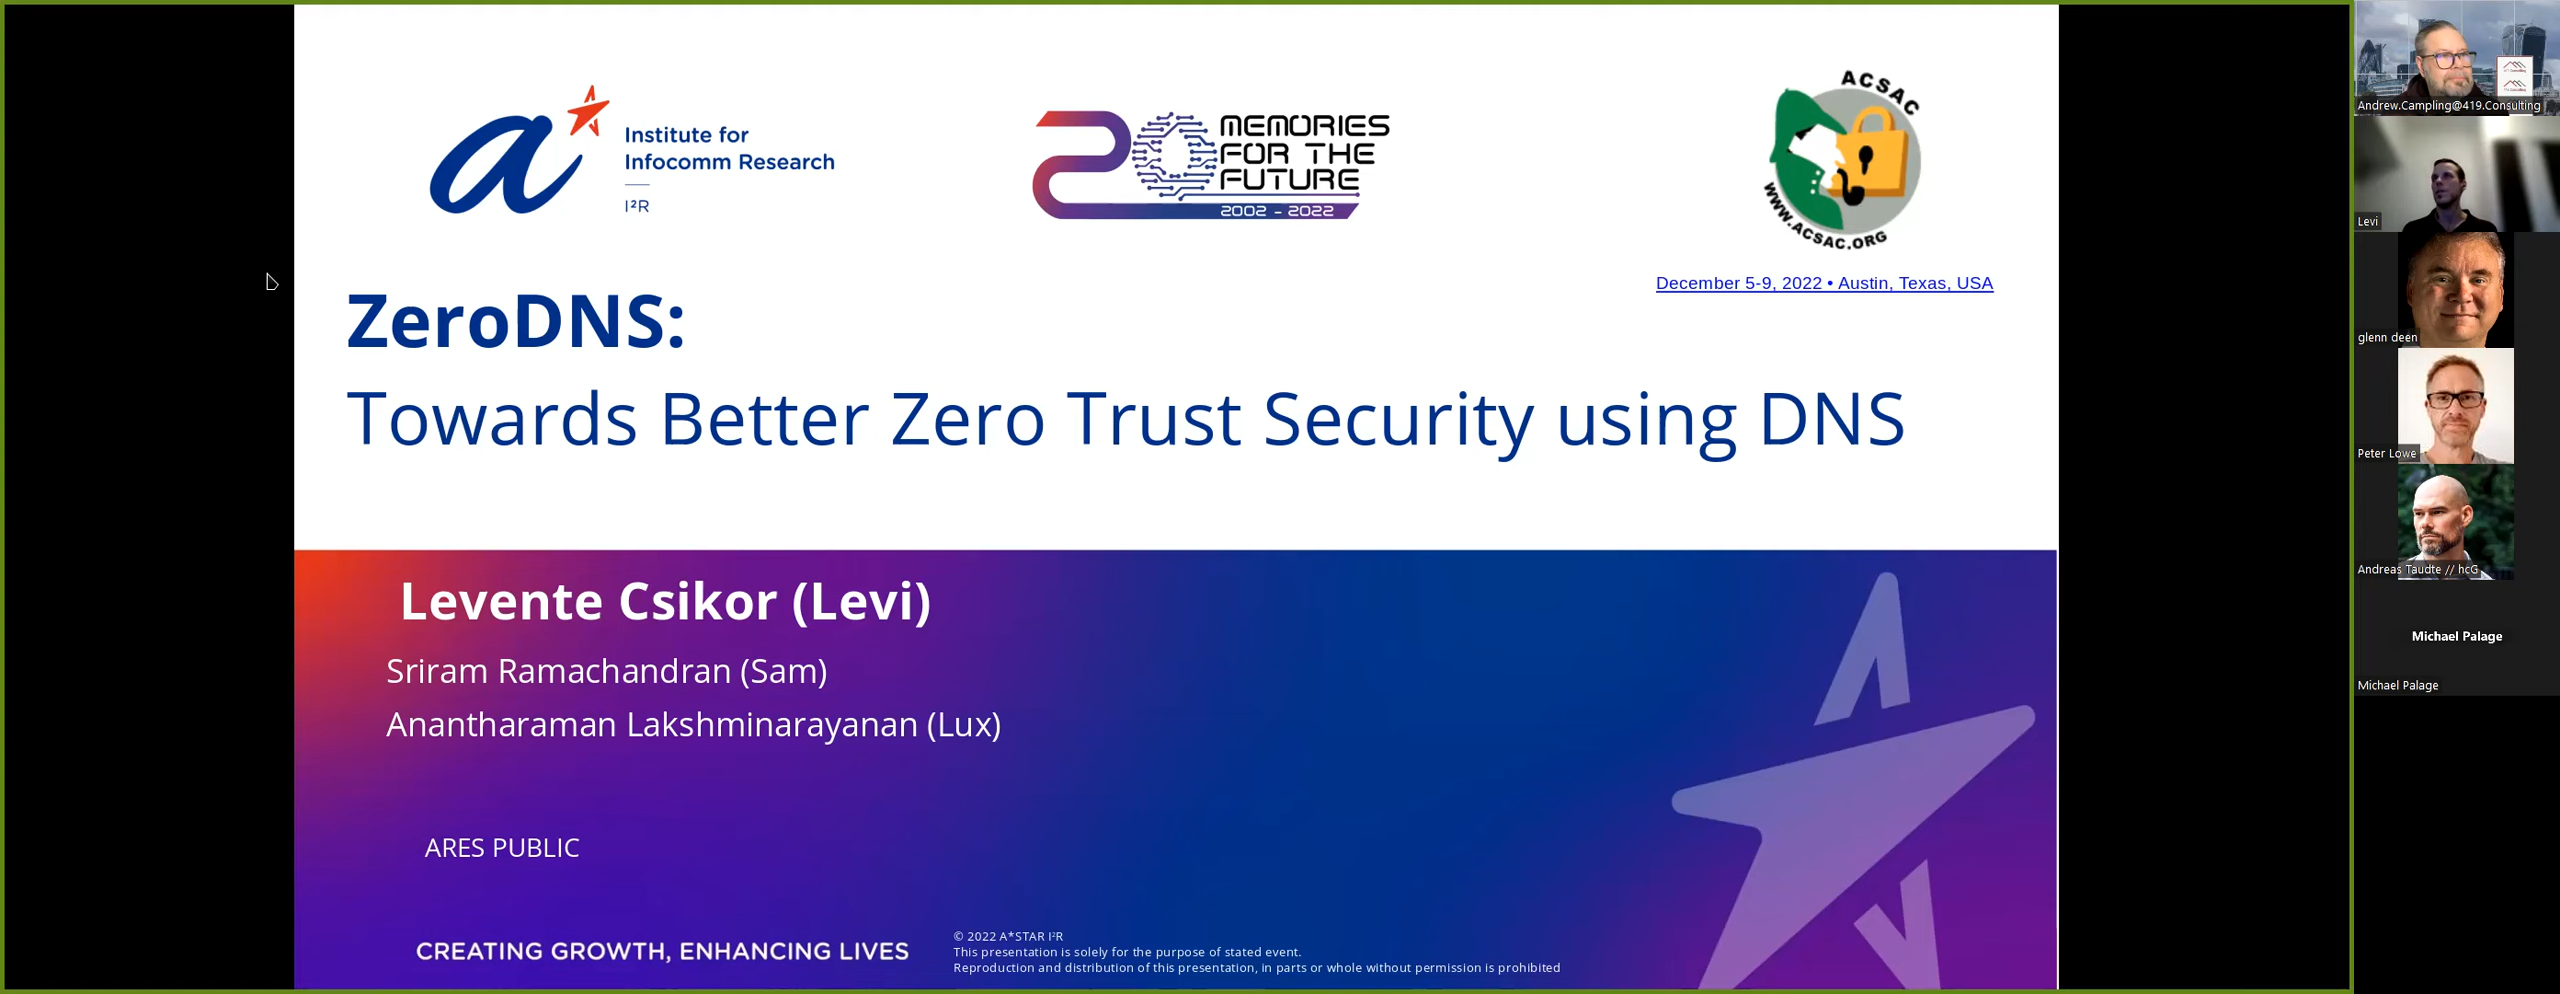 Institute for
Infocomm Research
I²R
20
MEMORIES
FOR THE
FUTURE
2002 - 2022
ACSAC
WWW.ACSAC.ORG
December 5-9, 2022 • Austin, Texas, USA
ZeroDNS:
Towards Better Zero Trust Security using DNS
Levente Csikor (Levi)
Sriram Ramachandran (Sam)
Anantharaman Lakshminarayanan (Lux)
ARES PUBLIC
CREATING GROWTH, ENHANCING LIVES
© 2022 A*STAR I²R
This presentation is solely for the purpose of stated event.
Reproduction and distribution of this presentation, in parts or whole without permission is prohibited
Andrew.Campling@419.Consulting
Levi
glenn deen
Peter Lowe
Andreas Taudte // hcG
Michael Palage
Michael Palage